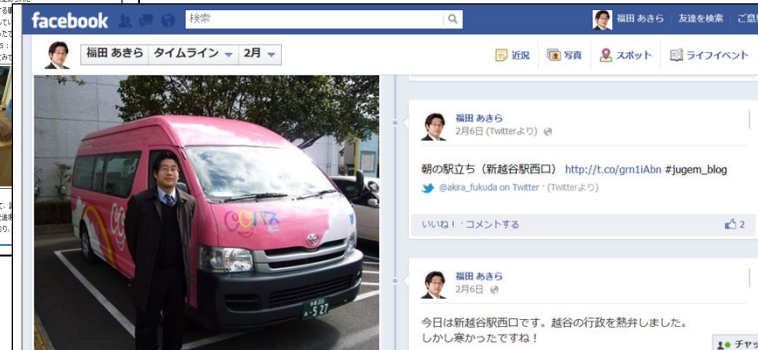 facebook
検索
福田 あきら
友達を検索
福田 あきら
タイムライン
2月
近況
写真
スポット
ライフイベント
福田 あきら
2月6日 (Twitterより)
朝の駅立ち（新越谷駅西口） http://t.co/grn1iAbn #jugem_blog
@akira_fukuda on Twitter · (Twitterより)
いいね！ · コメントする
2
福田 あきら
2月6日
今日は新越谷駅西口です。越谷の行政を熱弁しました。
しかし寒かったですね！